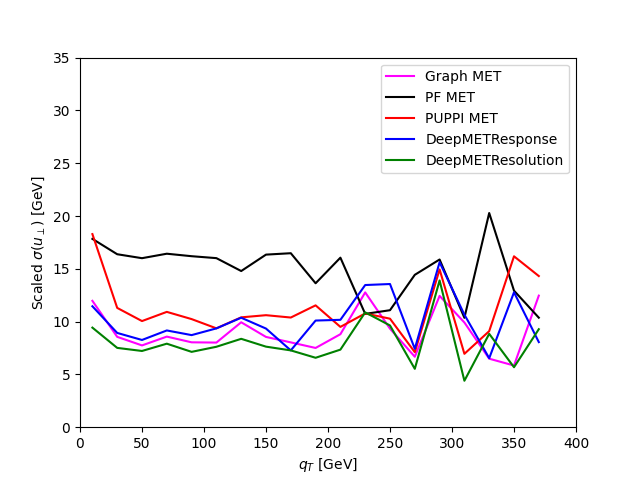 35
30
25
20
15
10
5
0
Scaled σ(u⊥) [GeV]
Graph MET
PF MET
PUPPI MET
DeepMETResponse
DeepMETResolution
0 50 100 150 200 250 300 350 400
qT [GeV]